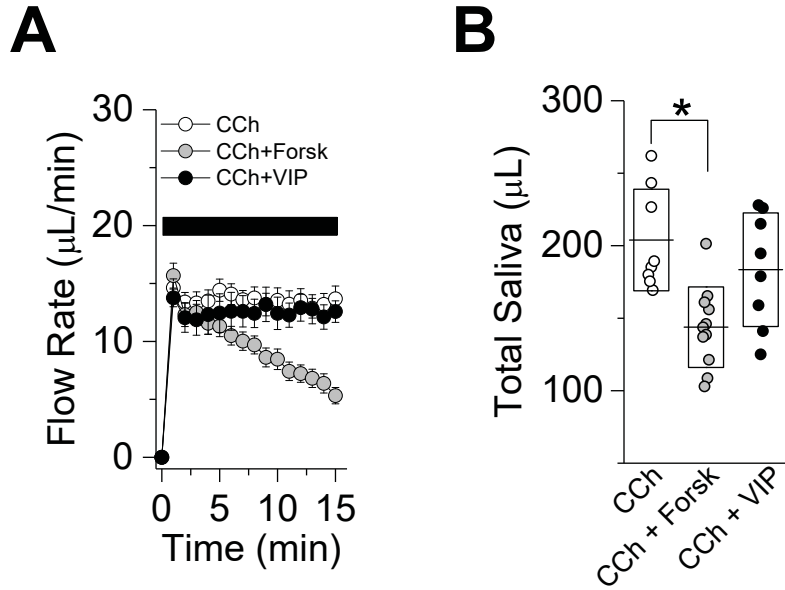 A
Flow Rate (μL/min)
30
20
10
0
CCh
CCh+Forsk
CCh+VIP
0 5 10 15
Time (min)
B
Total Saliva (μL)
300
200
100
*
CCh
CCh + Forsk
CCh + VIP